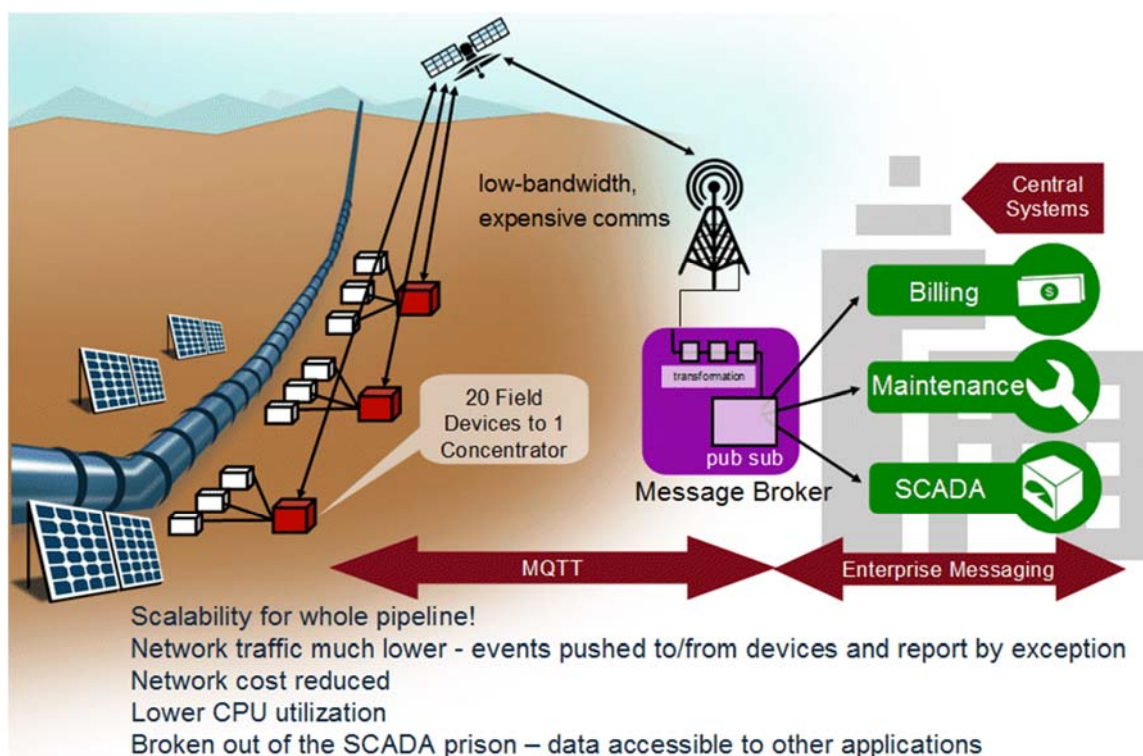 low-bandwidth,
expensive comms
Central
Systems
Billing
$
Maintenance
SCADA
transformation
pub sub
Message Broker
20 Field
Devices to 1
Concentrator
MQTT
Enterprise Messaging
Scalability for whole pipeline!
Network traffic much lower - events pushed to/from devices and report by exception
Network cost reduced
Lower CPU utilization
Broken out of the SCADA prison – data accessible to other applications